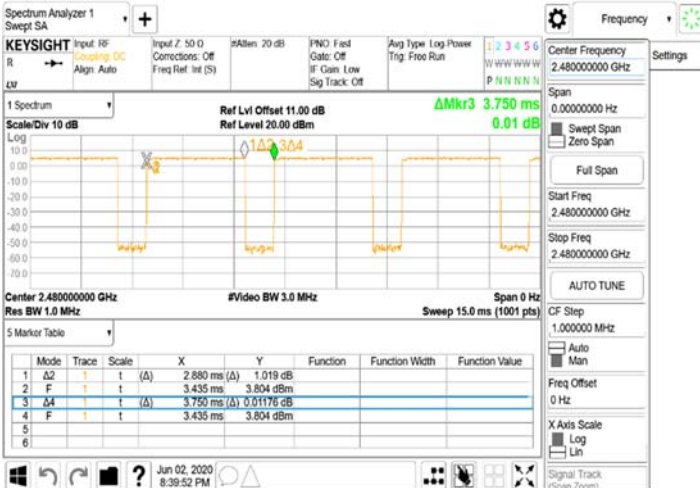 Spectrum Analyzer 1
Swept SA
+
Frequency
KEYSIGHT
Input: RF
Coupling: DC
Align: Auto
Input Z: 50 Ω
Corrections: Off
Freq Ref: Int (S)
#Atten: 20 dB
PNO: Fast
Gate: Off
IF Gain: Low
Sig Track: Off
Avg Type: Log-Power
Trig: Free Run
1 2 3 4 5 6
W W W W W W
P N N N N N
R
Center Frequency
2.480000000 GHz
Settings
Span
0.00000000 Hz
Swept Span
Zero Span
Full Span
Start Freq
2.480000000 GHz
Stop Freq
2.480000000 GHz
AUTO TUNE
CF Step
1.000000 MHz
Auto
Man
Freq Offset
0 Hz
X Axis Scale
Log
Lin
Signal Track
(Span Zoom)
1 Spectrum
Scale/Div 10 dB
Ref Lvl Offset 11.00 dB
Ref Level 20.00 dBm
ΔMkr3 3.750 ms
0.01 dB
Log
10.0
0.00
-10.0
-20.0
-30.0
-40.0
-50.0
-60.0
-70.0
3Δ4
Center 2.480000000 GHz
#Video BW 3.0 MHz
Span 0 Hz
Res BW 1.0 MHz
Sweep 15.0 ms (1001 pts)
5 Marker Table
Mode Trace Scale X Y Function Function Width Function Value
1 Δ2 1 t (Δ) 2.880 ms (Δ) 1.019 dB
2 F 1 t 3.435 ms 3.804 dBm
3 Δ4 1 t (Δ) 3.750 ms (Δ) 0.01176 dB
4 F 1 t 3.435 ms 3.804 dBm
5
6
?
Jun 02, 2020
8:39:52 PM